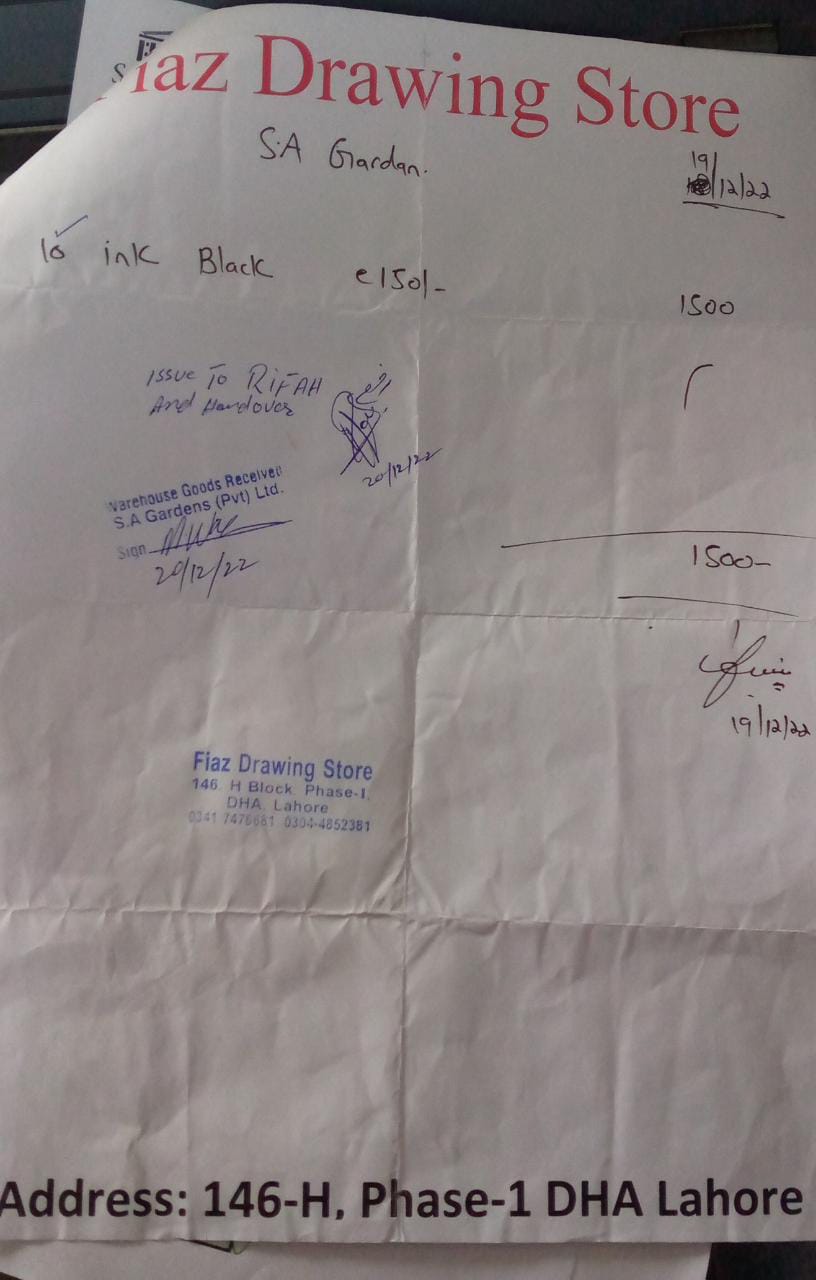 Fiaz Drawing Store
S.A Gardan.
19/
/12/22
10 ink Black @150/- 1500
Issue To RIFAH
And Handover
20/12/22
Warehouse Goods Received
S.A Gardens (Pvt) Ltd.
Sign
20/12/22
1500-
19/12/22
Fiaz Drawing Store
146, H Block, Phase-I,
DHA, Lahore
0341 7476681 0304-4852381
Address: 146-H, Phase-1 DHA Lahore